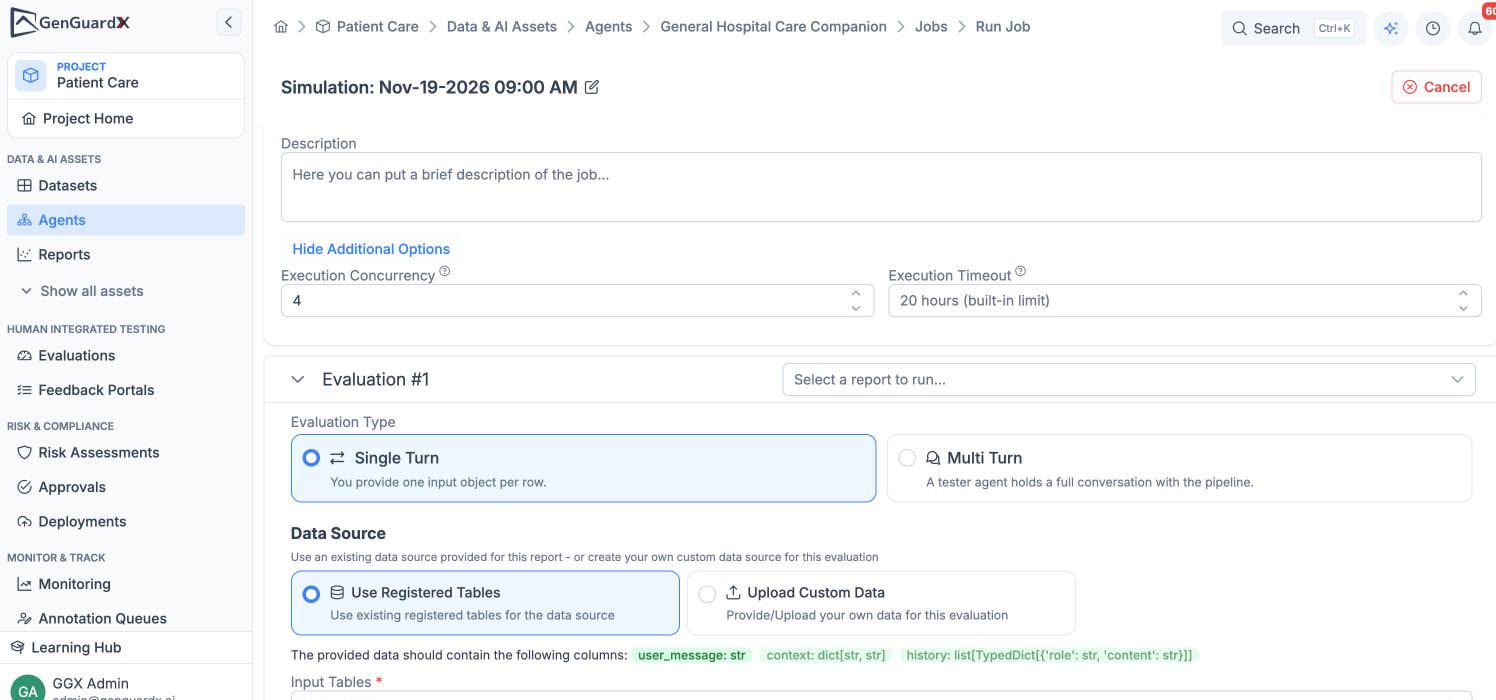 GenGuardX
Patient Care
Data & AI Assets
Agents
General Hospital Care Companion
Jobs
Run Job
Search
Ctrl+K
60
PROJECT
Patient Care
Project Home
DATA & AI ASSETS
Datasets
Agents
Reports
Show all assets
HUMAN INTEGRATED TESTING
Evaluations
Feedback Portals
RISK & COMPLIANCE
Risk Assessments
Approvals
Deployments
MONITOR & TRACK
Monitoring
Annotation Queues
Learning Hub
GA
GGX Admin
Simulation: Nov-19-2026 09:00 AM
Cancel
Description
Here you can put a brief description of the job...
Hide Additional Options
Execution Concurrency
4
Execution Timeout
20 hours (built-in limit)
Evaluation #1
Select a report to run...
Evaluation Type
Single Turn
You provide one input object per row.
Multi Turn
A tester agent holds a full conversation with the pipeline.
Data Source
Use an existing data source provided for this report - or create your own custom data source for this evaluation
Use Registered Tables
Use existing registered tables for the data source
Upload Custom Data
Provide/Upload your own data for this evaluation
The provided data should contain the following columns: user_message: str context: dict[str, str] history: list[TypedDict[{'role': str, 'content': str}]]
Input Tables *